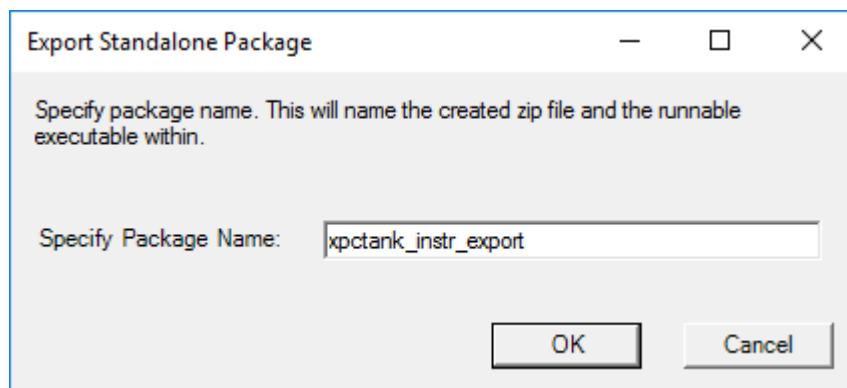 Export Standalone Package
Specify package name. This will name the created zip file and the runnable
executable within.
Specify Package Name: xpctank_instr_export
OK Cancel